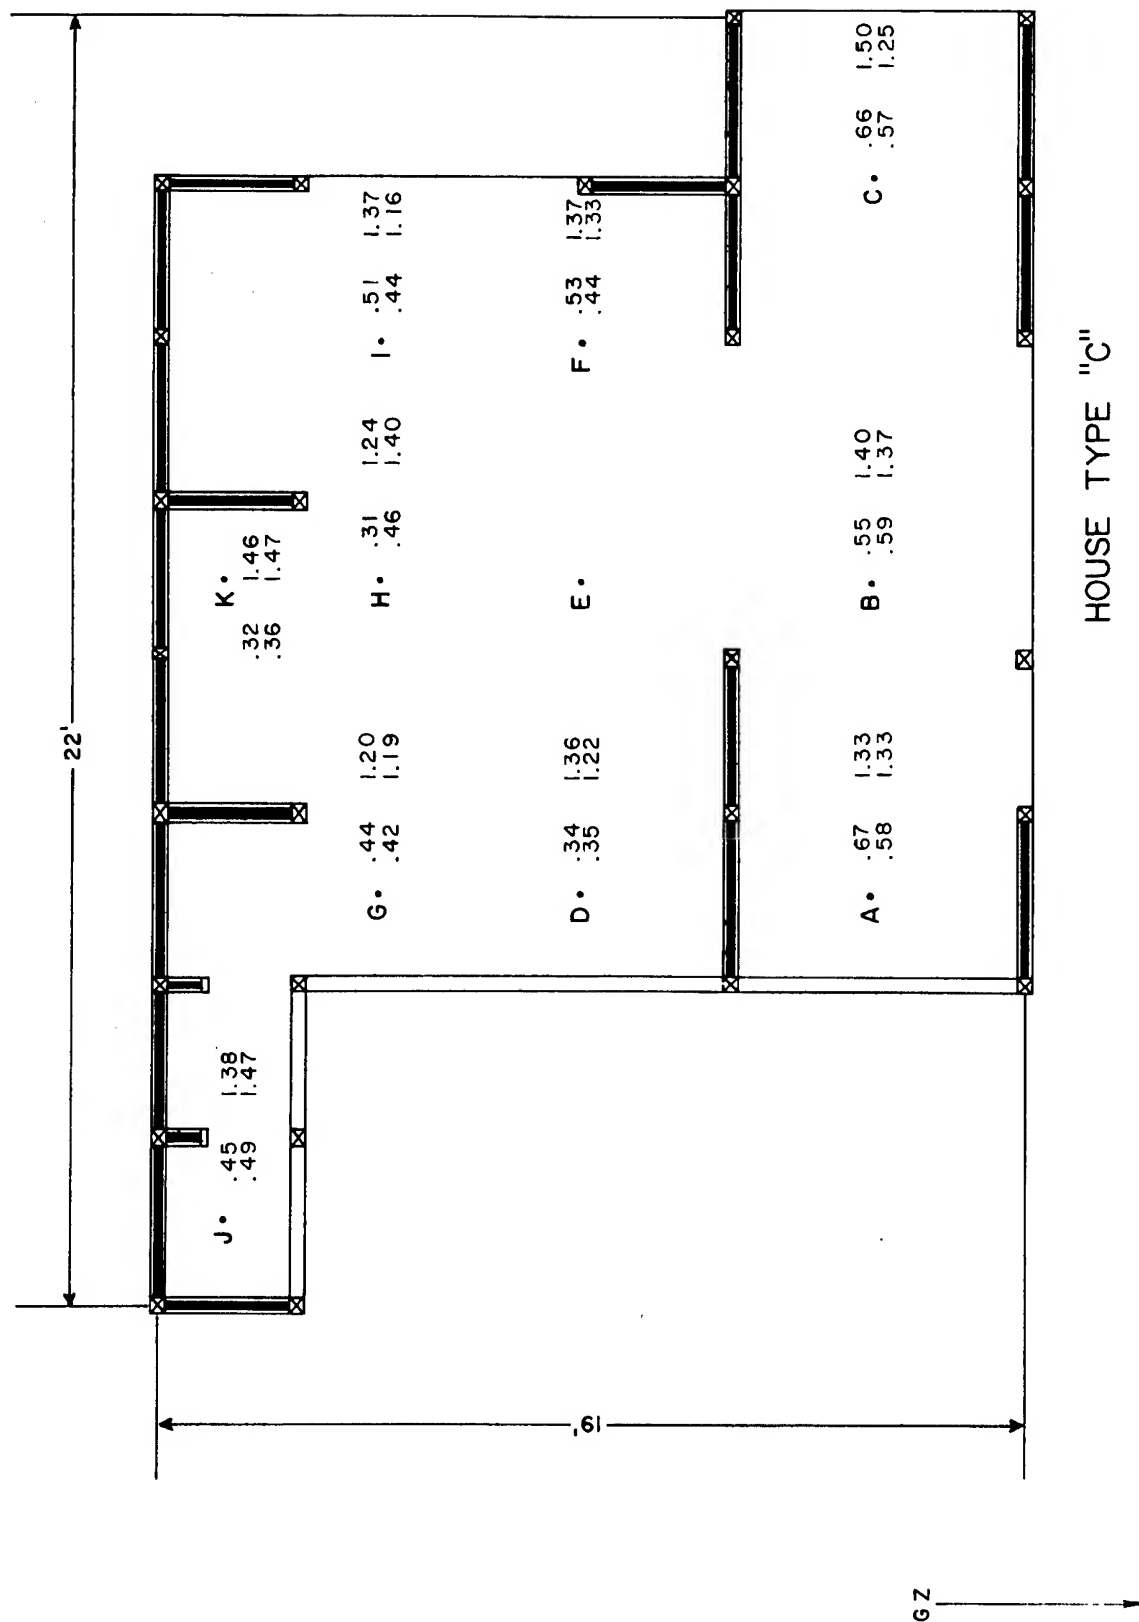 22'
19'
J
.45 1.38
.49 1.47
K
.32 1.46
.36 1.47
G .44 1.20
.42 1.19
H .31 1.24
.46 1.40
I .51 1.37
.44 1.16
D .34 1.36
.35 1.22
E
F .53 1.37
.44 1.33
A .67 1.33
.58 1.33
B .55 1.40
.59 1.37
C .66 1.50
.57 1.25
GZ
HOUSE TYPE "C"